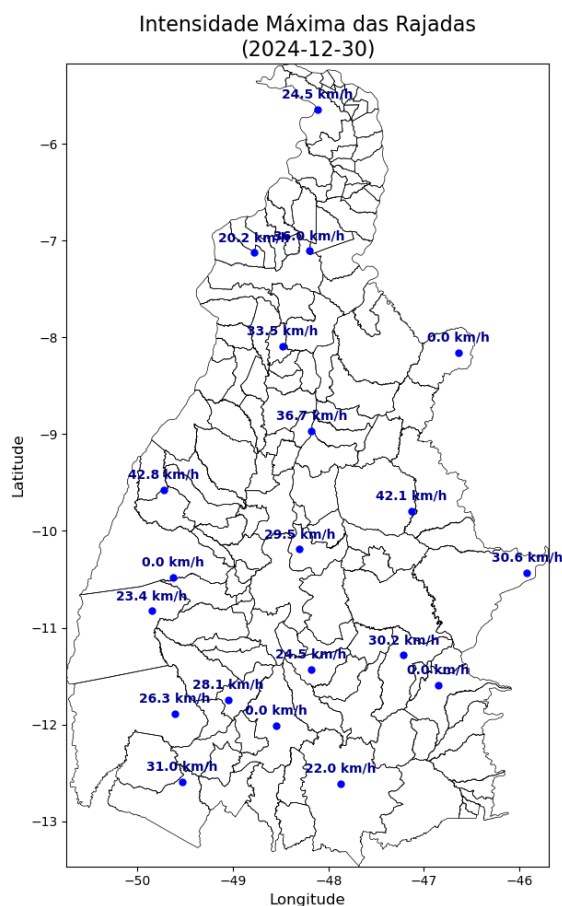 Intensidade Máxima das Rajadas
(2024-12-30)
24.5 km/h
−6
20.2 km/h
36.0 km/h
−7
33.5 km/h
0.0 km/h
−8
36.7 km/h
−9
42.8 km/h
42.1 km/h
Latitude
29.5 km/h
−10
0.0 km/h
30.6 km/h
23.4 km/h
−11
30.2 km/h
24.5 km/h
0.0 km/h
28.1 km/h
26.3 km/h
0.0 km/h
−12
31.0 km/h
22.0 km/h
−13
−50
−49
−48
−47
−46
Longitude